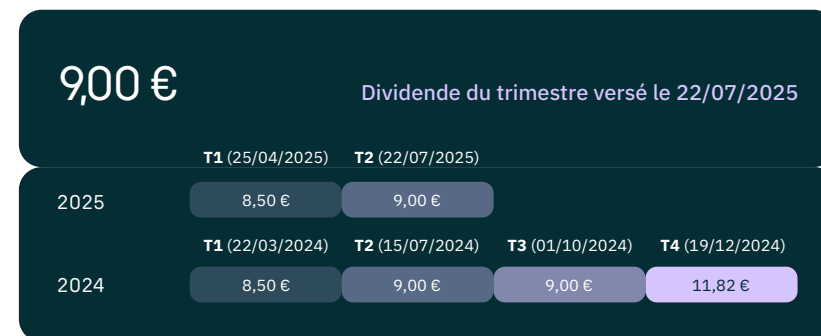 9,00 €
Dividende du trimestre versé le 22/07/2025
T1 (25/04/2025) T2 (22/07/2025)
2025 8,50 € 9,00 €
T1 (22/03/2024) T2 (15/07/2024) T3 (01/10/2024) T4 (19/12/2024)
2024 8,50 € 9,00 € 9,00 € 11,82 €